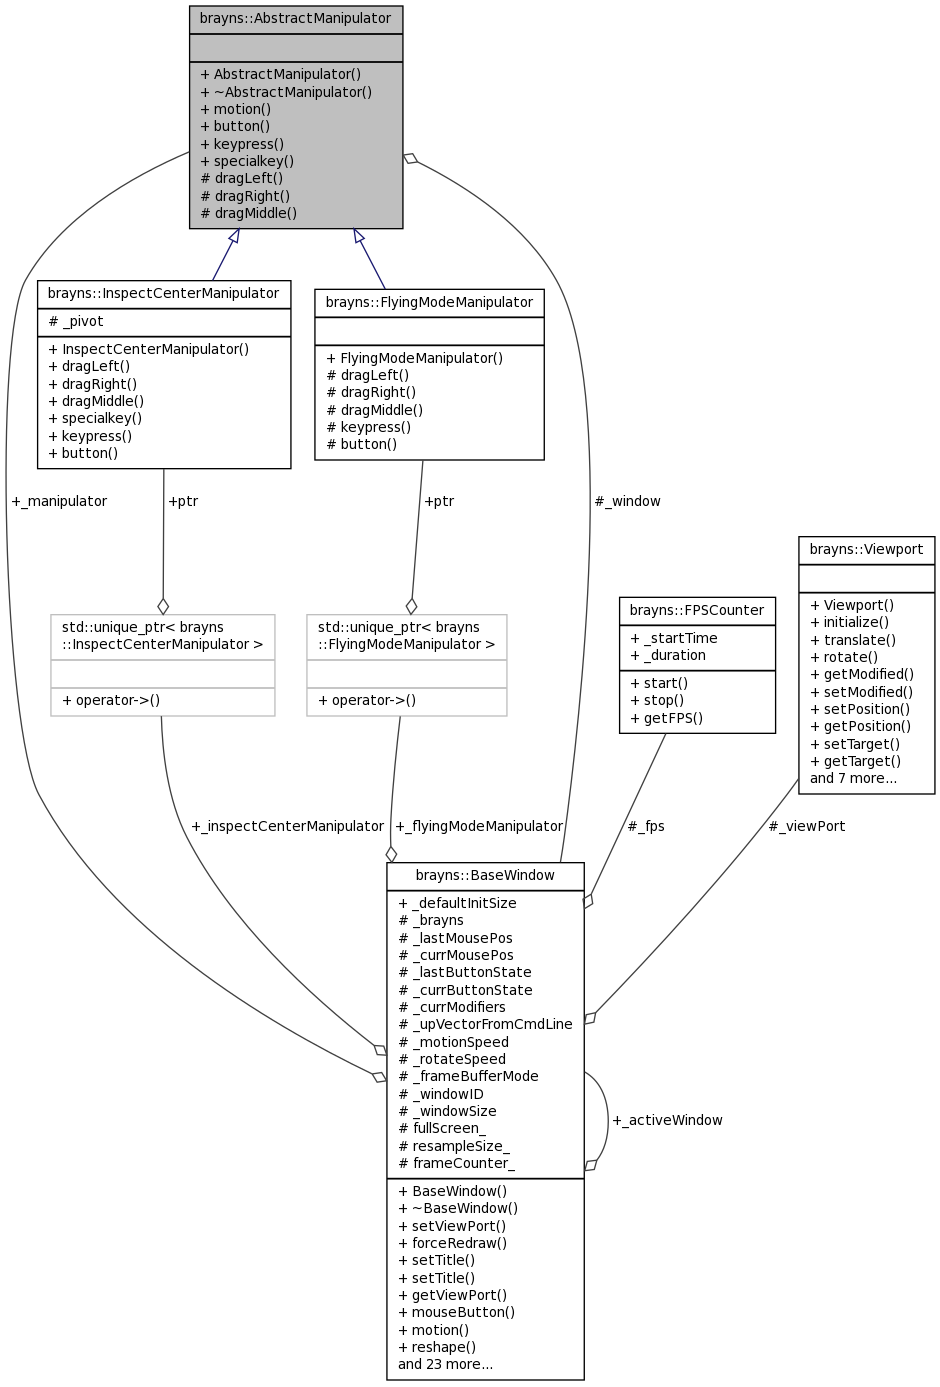 brayns::AbstractManipulator
+ AbstractManipulator()
+ ~AbstractManipulator()
+ motion()
+ button()
+ keypress()
+ specialkey()
# dragLeft()
# dragRight()
# dragMiddle()
brayns::InspectCenterManipulator
# _pivot
+ InspectCenterManipulator()
+ dragLeft()
+ dragRight()
+ dragMiddle()
+ specialkey()
+ keypress()
+ button()
brayns::FlyingModeManipulator
+ FlyingModeManipulator()
# dragLeft()
# dragRight()
# dragMiddle()
# keypress()
# button()
+_manipulator
+ptr
+ptr
#_window
std::unique_ptr< brayns
::InspectCenterManipulator >
+ operator->()
std::unique_ptr< brayns
::FlyingModeManipulator >
+ operator->()
brayns::FPSCounter
+ _startTime
+ _duration
+ start()
+ stop()
+ getFPS()
brayns::Viewport
+ Viewport()
+ initialize()
+ translate()
+ rotate()
+ getModified()
+ setModified()
+ setPosition()
+ getPosition()
+ setTarget()
+ getTarget()
and 7 more...
+_inspectCenterManipulator
+_flyingModeManipulator
#_fps
#_viewPort
brayns::BaseWindow
+ _defaultInitSize
# _brayns
# _lastMousePos
# _currMousePos
# _lastButtonState
# _currButtonState
# _currModifiers
# _upVectorFromCmdLine
# _motionSpeed
# _rotateSpeed
# _frameBufferMode
# _windowID
# _windowSize
# fullScreen_
# resampleSize_
# frameCounter_
+_activeWindow
+ BaseWindow()
+ ~BaseWindow()
+ setViewPort()
+ forceRedraw()
+ setTitle()
+ setTitle()
+ getViewPort()
+ mouseButton()
+ motion()
+ reshape()
and 23 more...